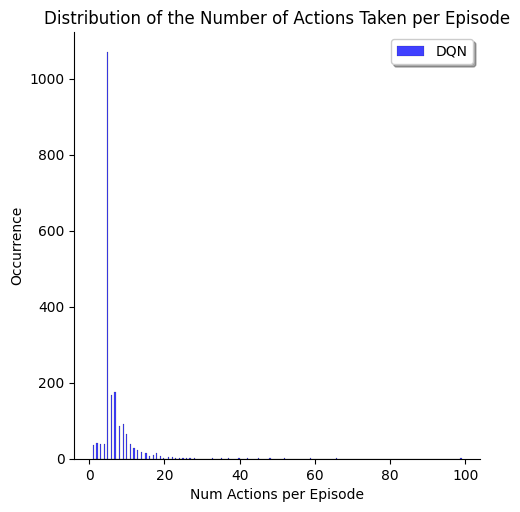 Distribution of the Number of Actions Taken per Episode
DQN
1000
800
600
400
200
0
Occurrence
0 20 40 60 80 100
Num Actions per Episode